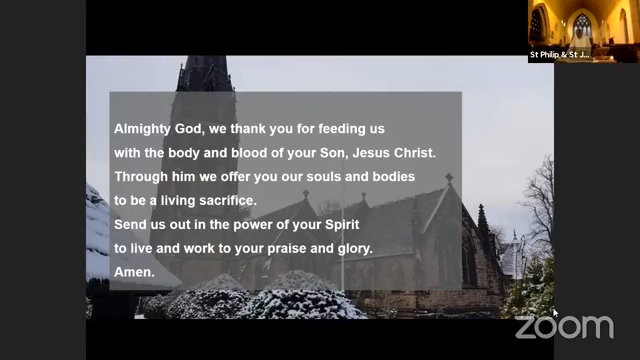 St Philip & St J...
Almighty God, we thank you for feeding us
with the body and blood of your Son, Jesus Christ.
Through him we offer you our souls and bodies
to be a living sacrifice.
Send us out in the power of your Spirit
to live and work to your praise and glory.
Amen.
zoom